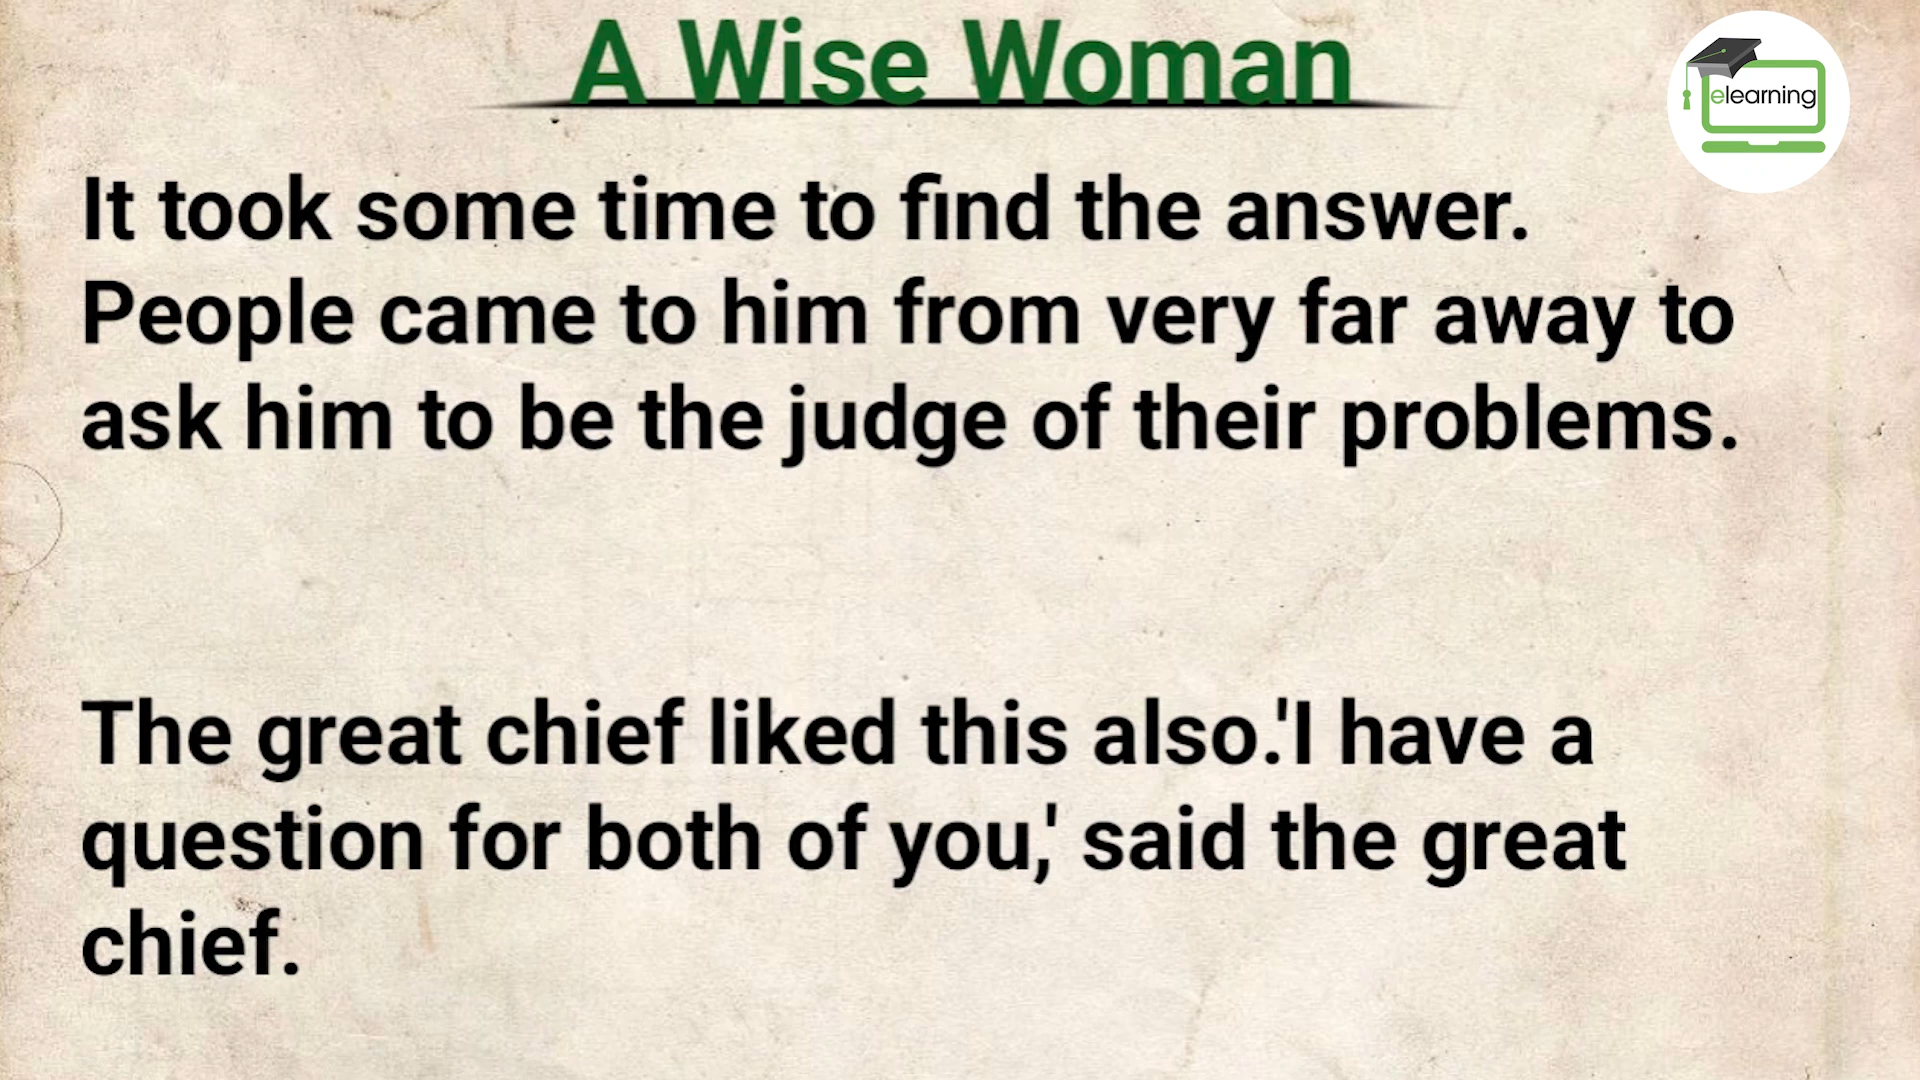 A Wise Woman
elearning
It took some time to find the answer.
People came to him from very far away to
ask him to be the judge of their problems.
The great chief liked this also.'I have a
question for both of you,' said the great
chief.